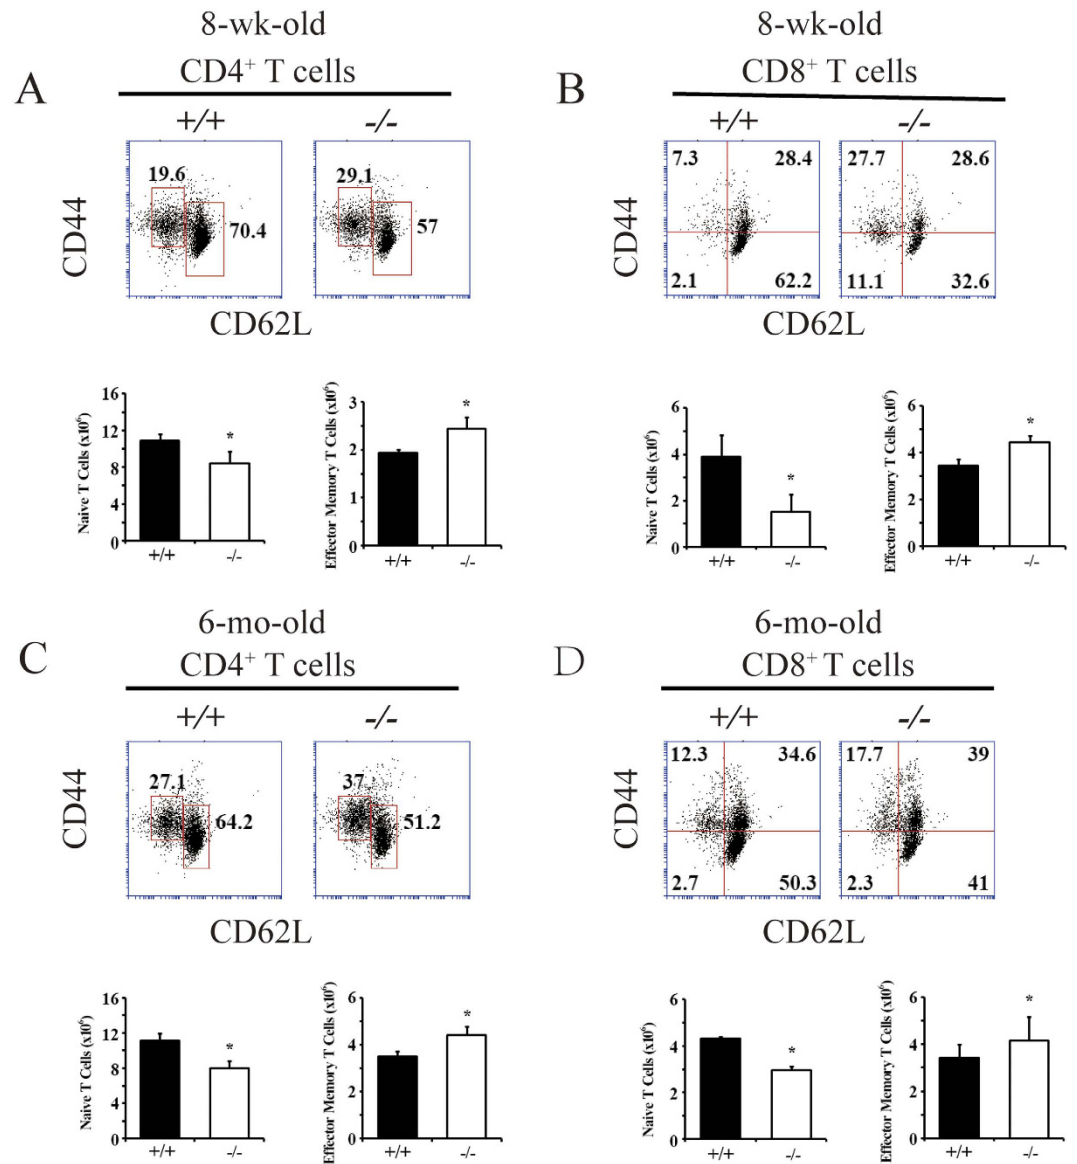 8-wk-old
CD4⁺ T cells
A
+/+ -/-
19.6
70.4
29.1
57
CD44
CD62L
16
12
8
4
0
Naive T Cells (x10⁶)
*
+/+ -/-
3
2
1
0
Effector Memory T Cells (x10⁶)
*
+/+ -/-
8-wk-old
CD8⁺ T cells
B
+/+ -/-
7.3 28.4
2.1 62.2
27.7 28.6
11.1 32.6
CD44
CD62L
6
4
2
0
Naive T Cells (x10⁶)
*
+/+ -/-
6
4
2
0
Effector Memory T Cells (x10⁶)
*
+/+ -/-
6-mo-old
CD4⁺ T cells
C
+/+ -/-
27.1
64.2
37
51.2
CD44
CD62L
16
12
8
4
0
Naive T Cells (x10⁶)
*
+/+ -/-
6
4
2
0
Effector Memory T Cells (x10⁶)
*
+/+ -/-
6-mo-old
CD8⁺ T cells
D
+/+ -/-
12.3 34.6
2.7 50.3
17.7 39
2.3 41
CD44
CD62L
6
4
2
0
Naive T Cells (x10⁶)
*
+/+ -/-
6
4
2
0
Effector Memory T Cells (x10⁶)
*
+/+ -/-